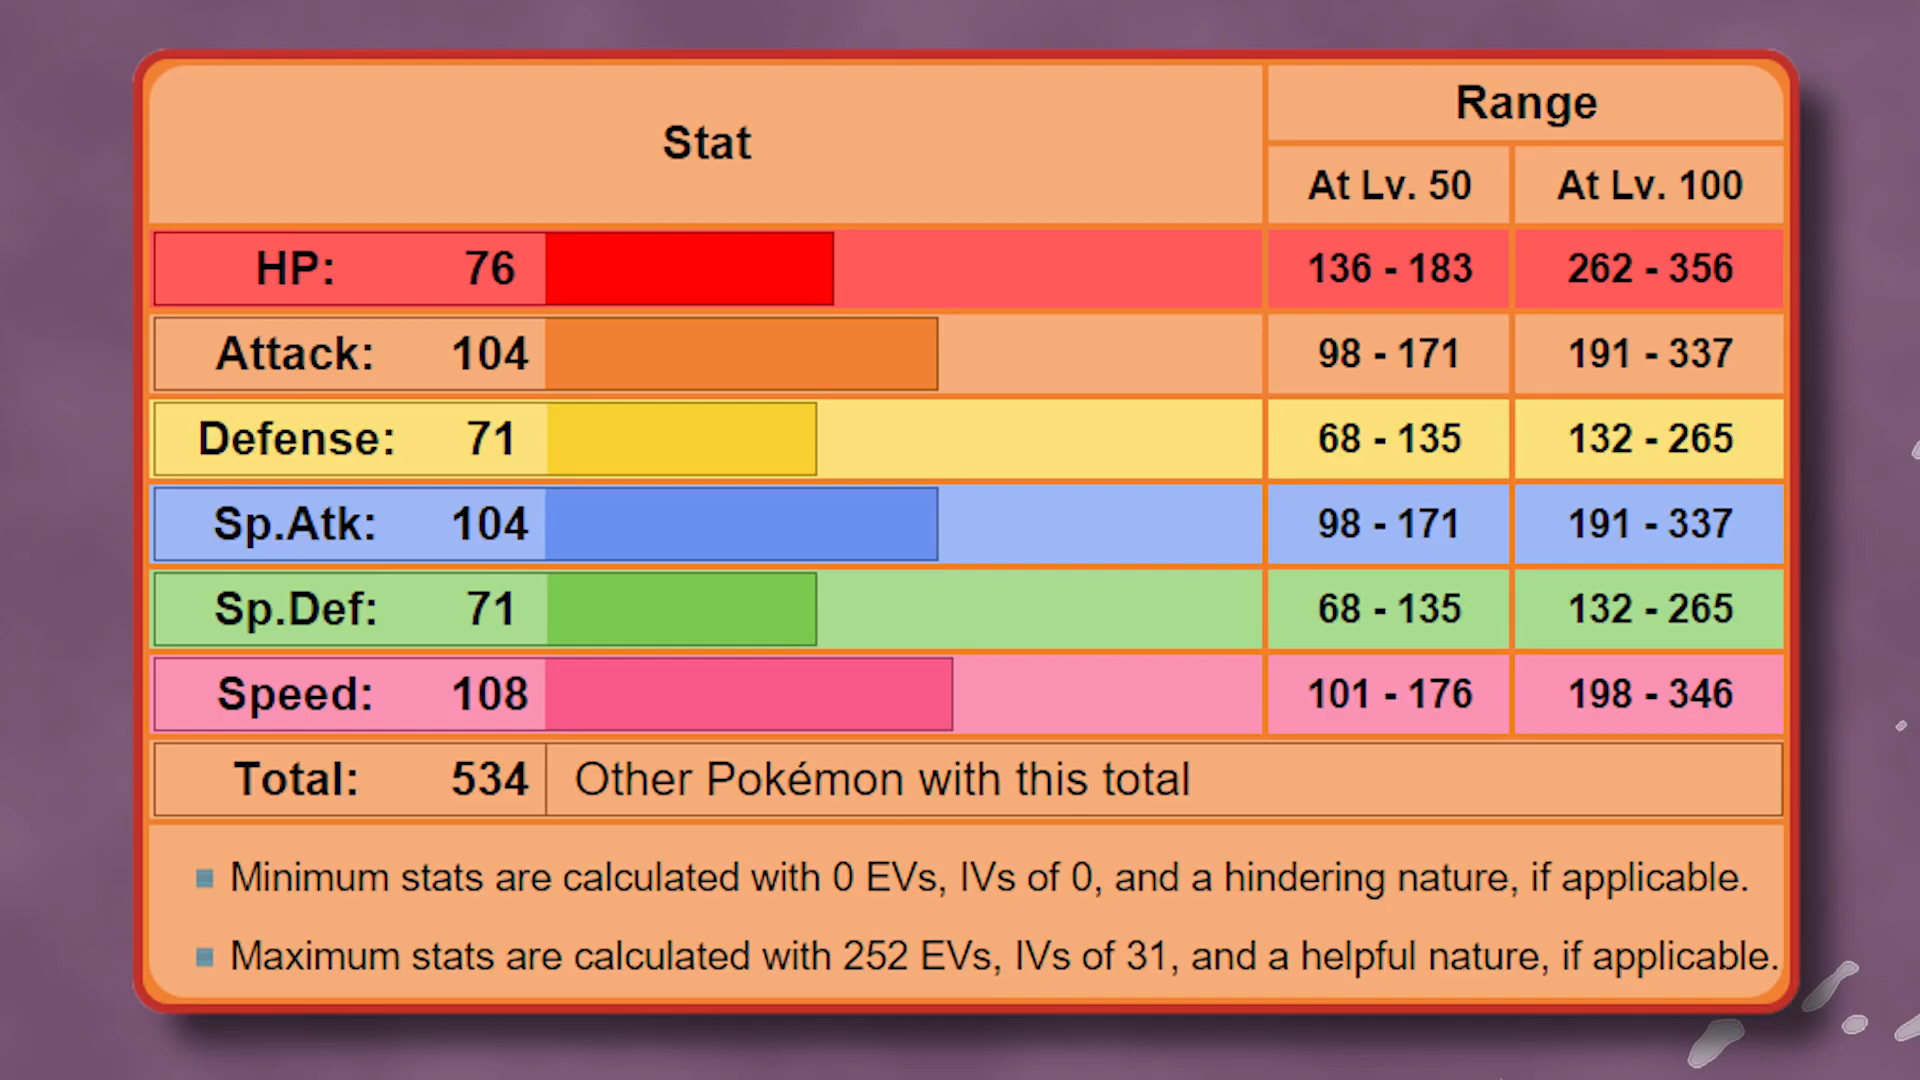 Stat
Range
At Lv. 50 At Lv. 100
HP: 76 136 - 183 262 - 356
Attack: 104 98 - 171 191 - 337
Defense: 71 68 - 135 132 - 265
Sp.Atk: 104 98 - 171 191 - 337
Sp.Def: 71 68 - 135 132 - 265
Speed: 108 101 - 176 198 - 346
Total: 534 Other Pokémon with this total
Minimum stats are calculated with 0 EVs, IVs of 0, and a hindering nature, if applicable.
Maximum stats are calculated with 252 EVs, IVs of 31, and a helpful nature, if applicable.